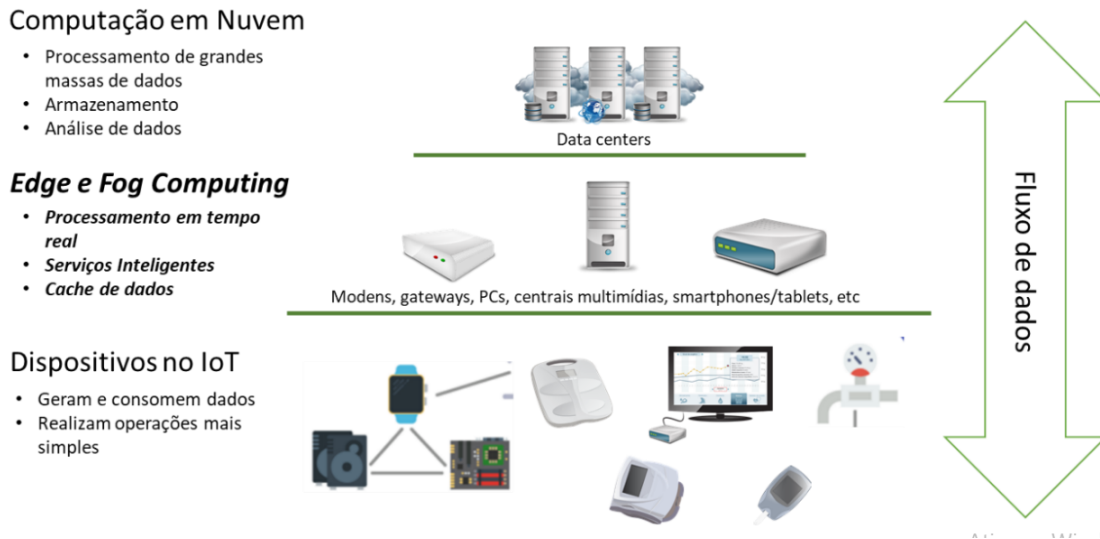 Computação em Nuvem
• Processamento de grandes
massas de dados
• Armazenamento
• Análise de dados
Data centers
Edge e Fog Computing
• Processamento em tempo
real
• Serviços Inteligentes
• Cache de dados
Modens, gateways, PCs, centrais multimídias, smartphones/tablets, etc
Dispositivos no IoT
• Geram e consomem dados
• Realizam operações mais
simples
Fluxo de dados